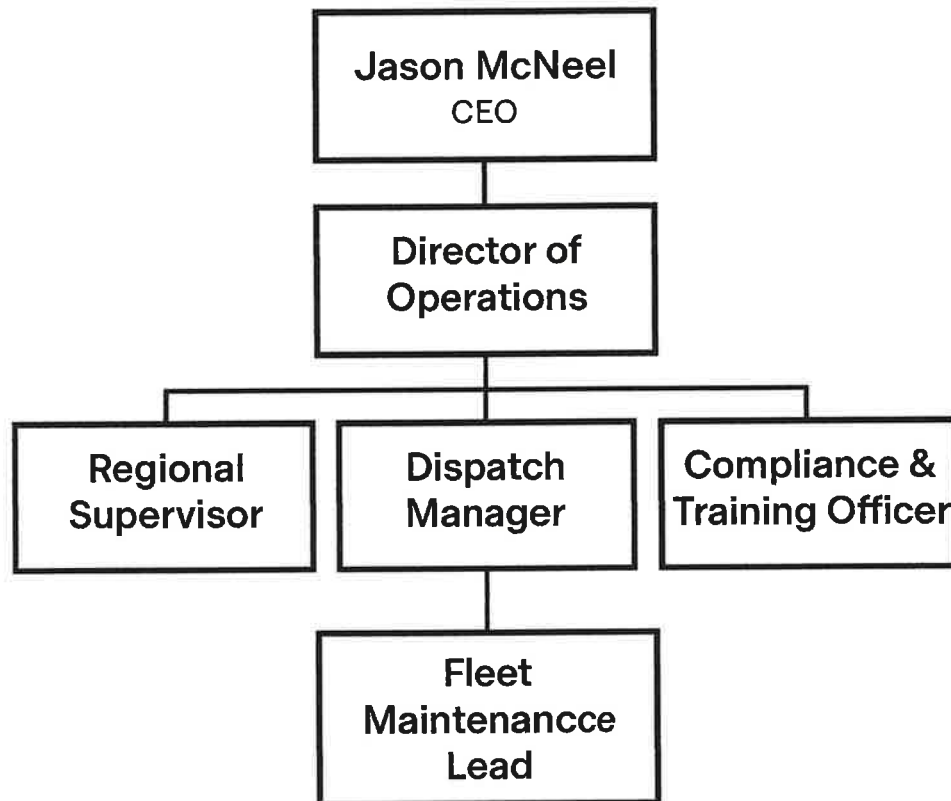 Jason McNeel
CEO
Director of
Operations
Regional
Supervisor
Dispatch
Manager
Compliance &
Training Officer
Fleet
Maintenancce
Lead